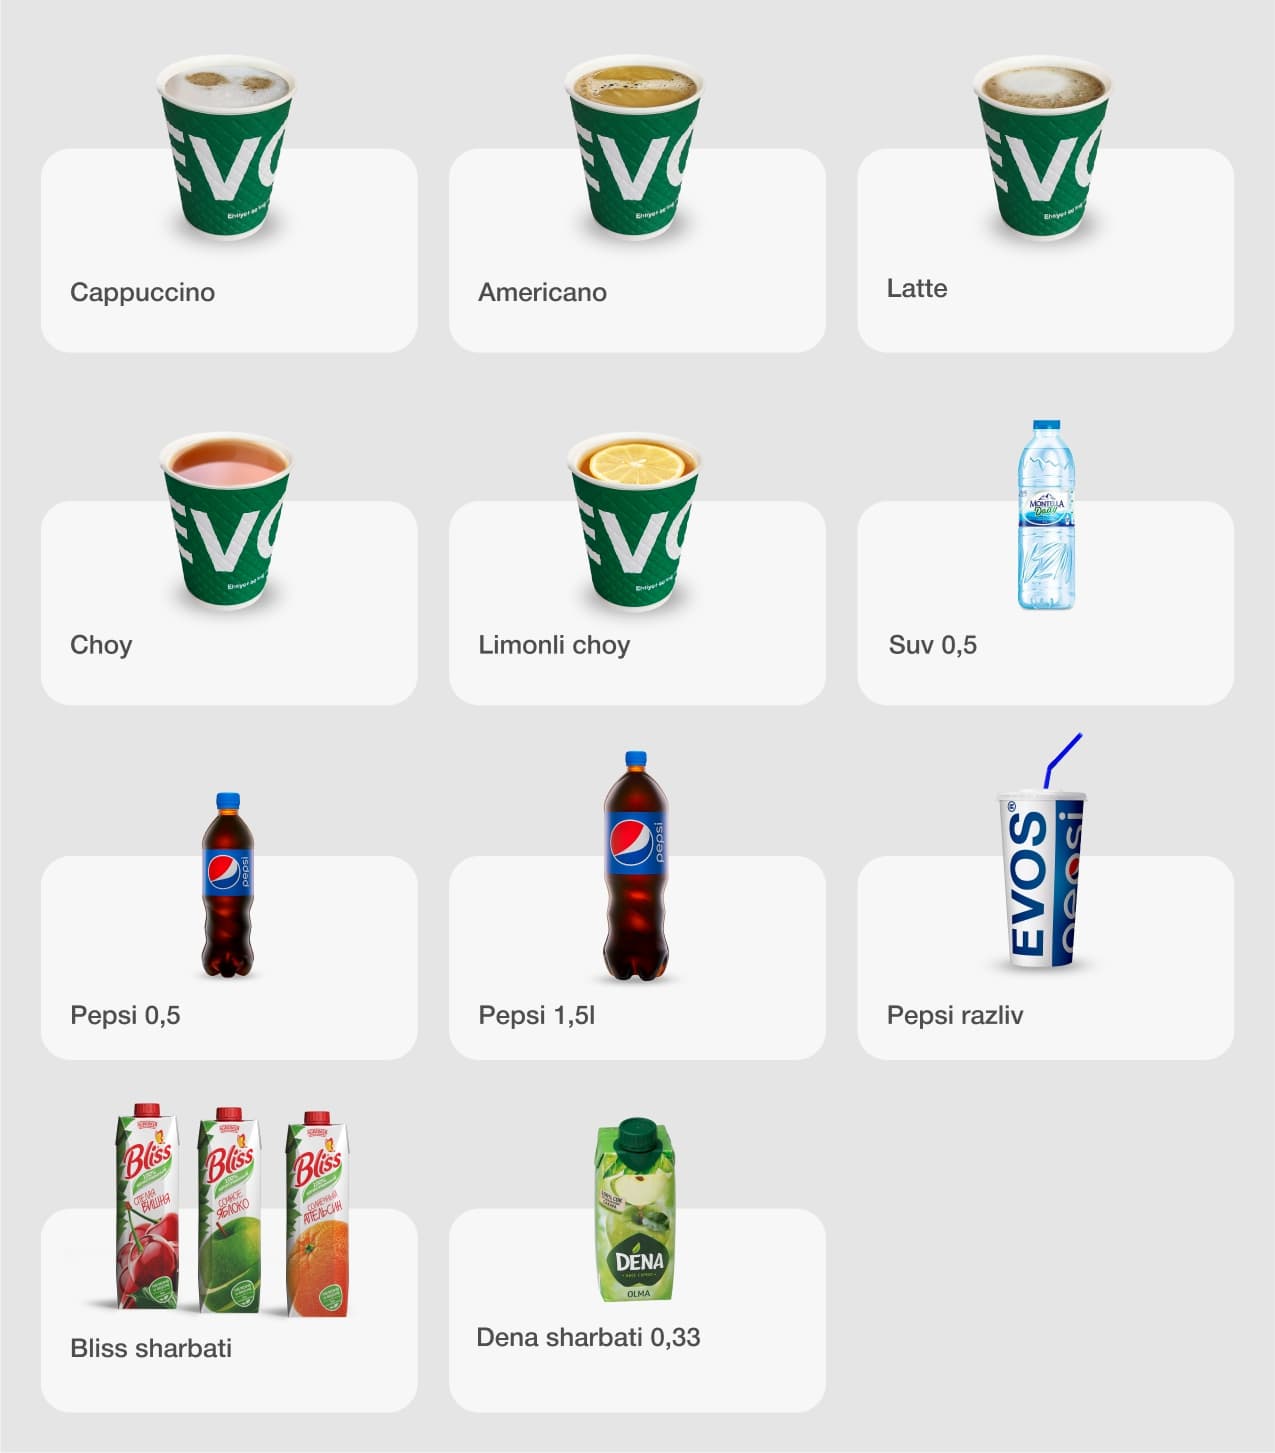 EVO
Ehtiyot bo'ling
EVO
Ehtiyot bo'ling
EVO
Ehtiyot bo'ling
Cappuccino
Americano
Latte
EVO
Ehtiyot bo'ling
EVO
Ehtiyot bo'ling
MONTELLA
Daily
Choy
Limonli choy
Suv 0,5
pepsi
pepsi
EVOS®
pepsi
Pepsi 0,5
Pepsi 1,5l
Pepsi razliv
Bliss
100%
СПЕЛАЯ
ВИШНЯ
Bliss
100%
СОЧНОЕ
ЯБЛОКО
Bliss
100%
СОЛНЕЧНЫЙ
АПЕЛЬСИН
DENA
OLMA
Bliss sharbati
Dena sharbati 0,33